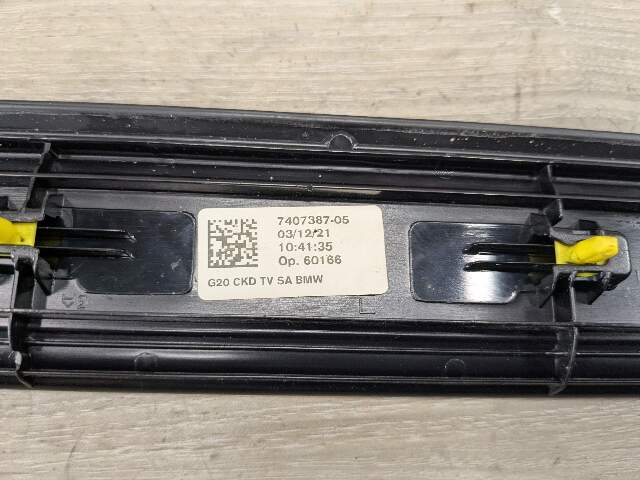 7407387-05
03/12/21
10:41:35
Op. 60166
G20 CKD TV SA BMW